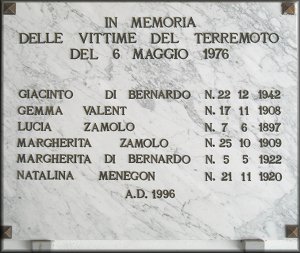 IN MEMORIA
DELLE VITTIME DEL TERREMOTO
DEL 6 MAGGIO 1976
GIACINTO DI BERNARDO N. 22 12 1942
GEMMA VALENT N. 17 11 1908
LUCIA ZAMOLO N. 7 6 1897
MARGHERITA ZAMOLO N. 25 10 1909
MARGHERITA DI BERNARDO N. 5 5 1922
NATALINA MENEGON N. 21 11 1920
A.D. 1996